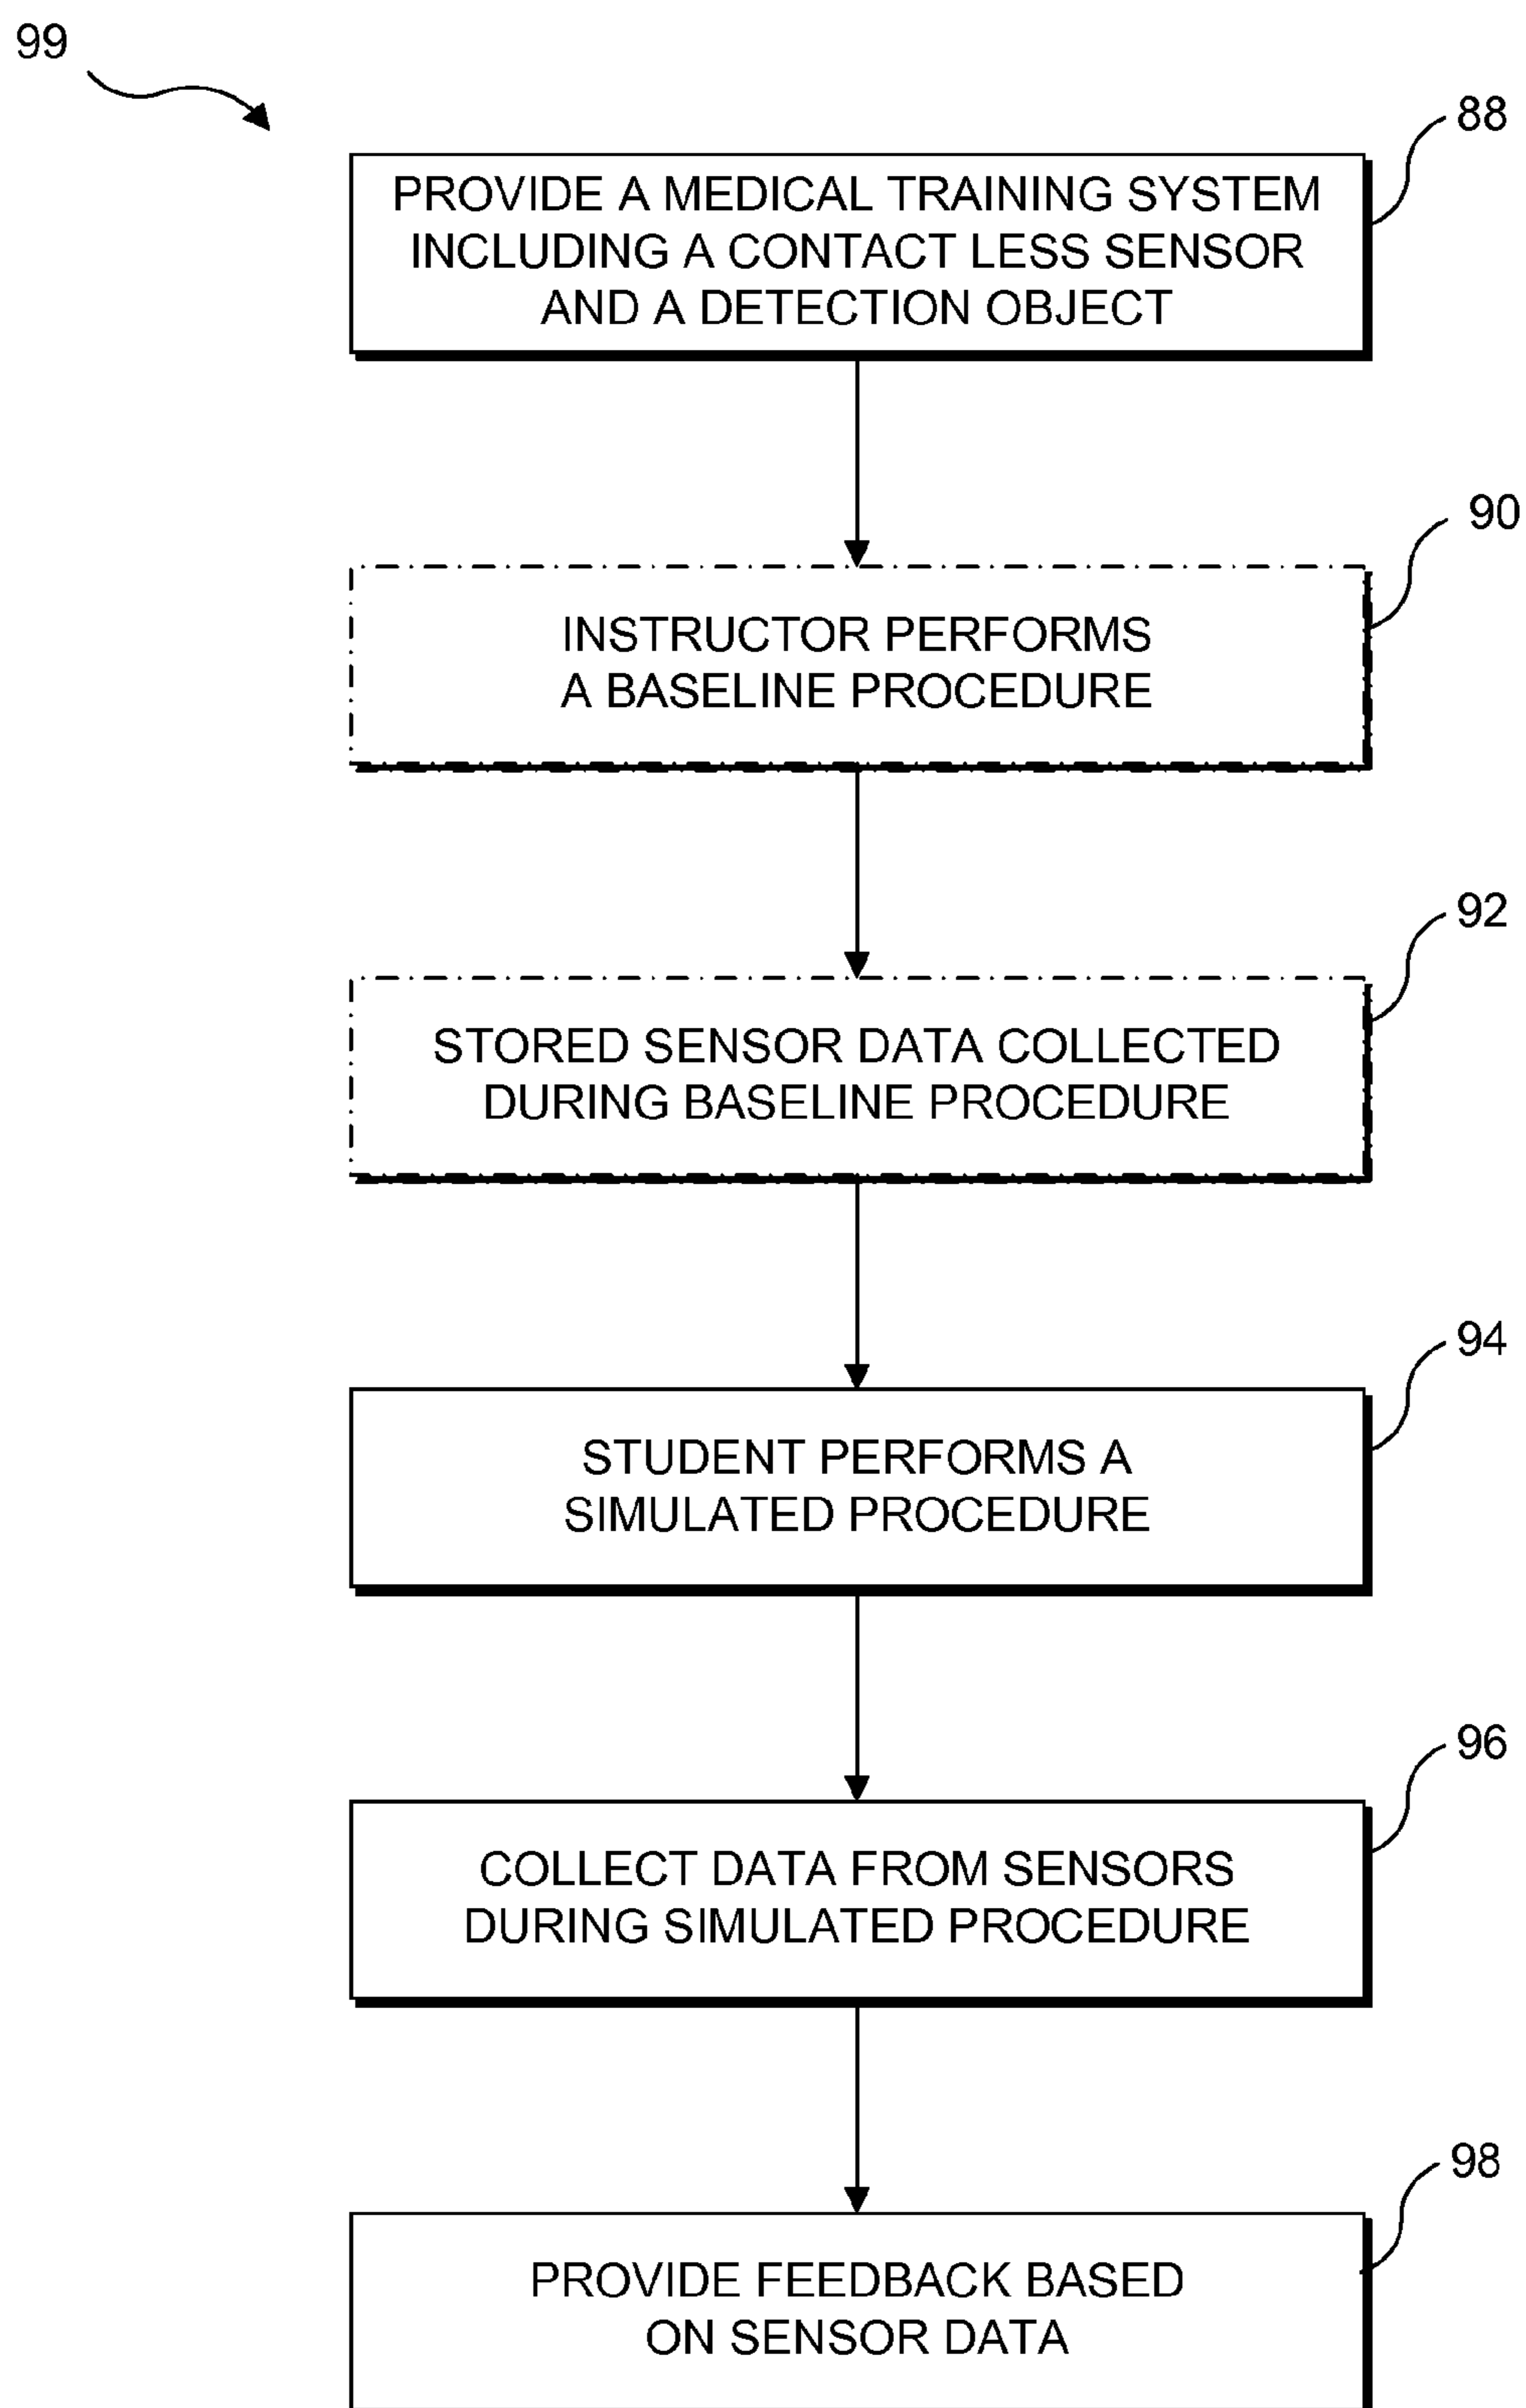 99
88
PROVIDE A MEDICAL TRAINING SYSTEM
INCLUDING A CONTACT LESS SENSOR
AND A DETECTION OBJECT
90
INSTRUCTOR PERFORMS
A BASELINE PROCEDURE
92
STORED SENSOR DATA COLLECTED
DURING BASELINE PROCEDURE
94
STUDENT PERFORMS A
SIMULATED PROCEDURE
96
COLLECT DATA FROM SENSORS
DURING SIMULATED PROCEDURE
98
PROVIDE FEEDBACK BASED
ON SENSOR DATA